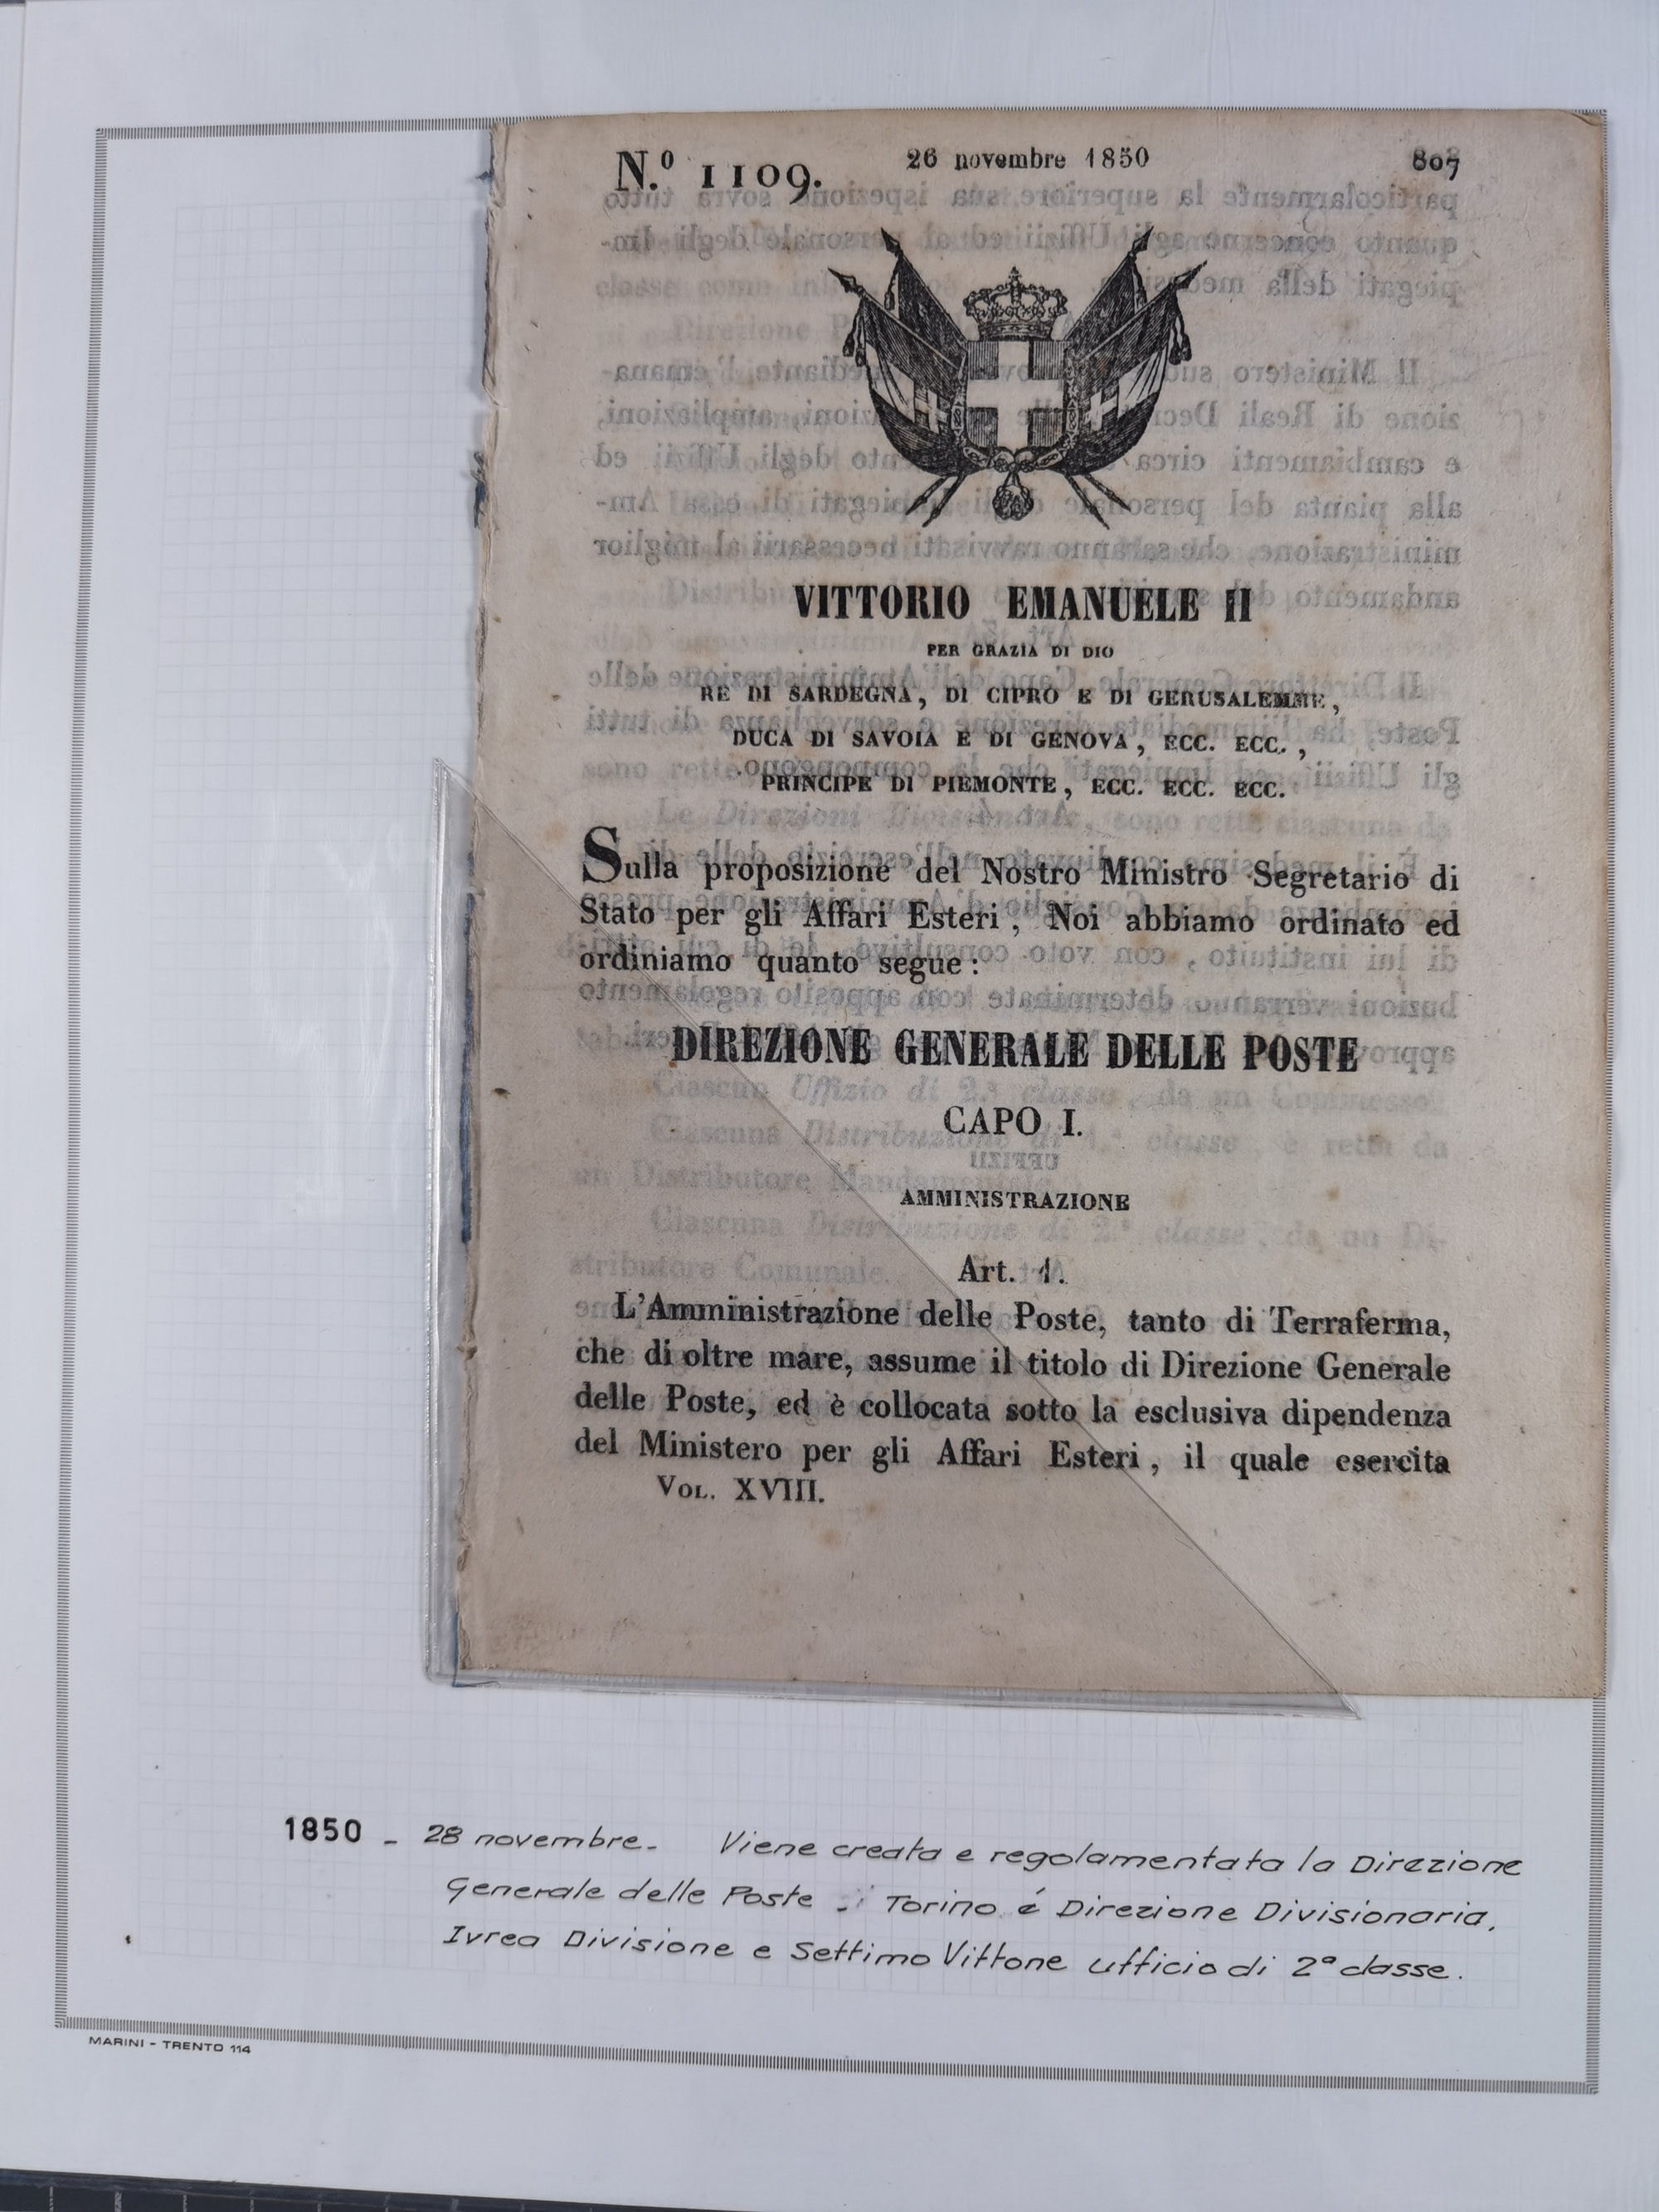 N.º 1109. 26 novembre 1850 807
VITTORIO EMANUELE II
PER GRAZIA DI DIO
RE DI SARDEGNA, DI CIPRO E DI GERUSALEMME,
DUCA DI SAVOIA E DI GENOVA, ECC. ECC.,
PRINCIPE DI PIEMONTE, ECC. ECC. ECC.
Sulla proposizione del Nostro Ministro Segretario di
Stato per gli Affari Esteri, Noi abbiamo ordinato ed
ordiniamo quanto segue:
DIREZIONE GENERALE DELLE POSTE
CAPO I.
AMMINISTRAZIONE
Art. 1.
L'Amministrazione delle Poste, tanto di Terraferma,
che di oltre mare, assume il titolo di Direzione Generale
delle Poste, ed è collocata sotto la esclusiva dipendenza
del Ministero per gli Affari Esteri, il quale esercita
VOL. XVIII.
1850 - 28 novembre - Viene creata e regolamentata la Direzione
Generale delle Poste - Torino é Direzione Divisionaria,
Ivrea Divisione e Settimo Vittone ufficio di 2ª classe.
MARINI - TRENTO 114